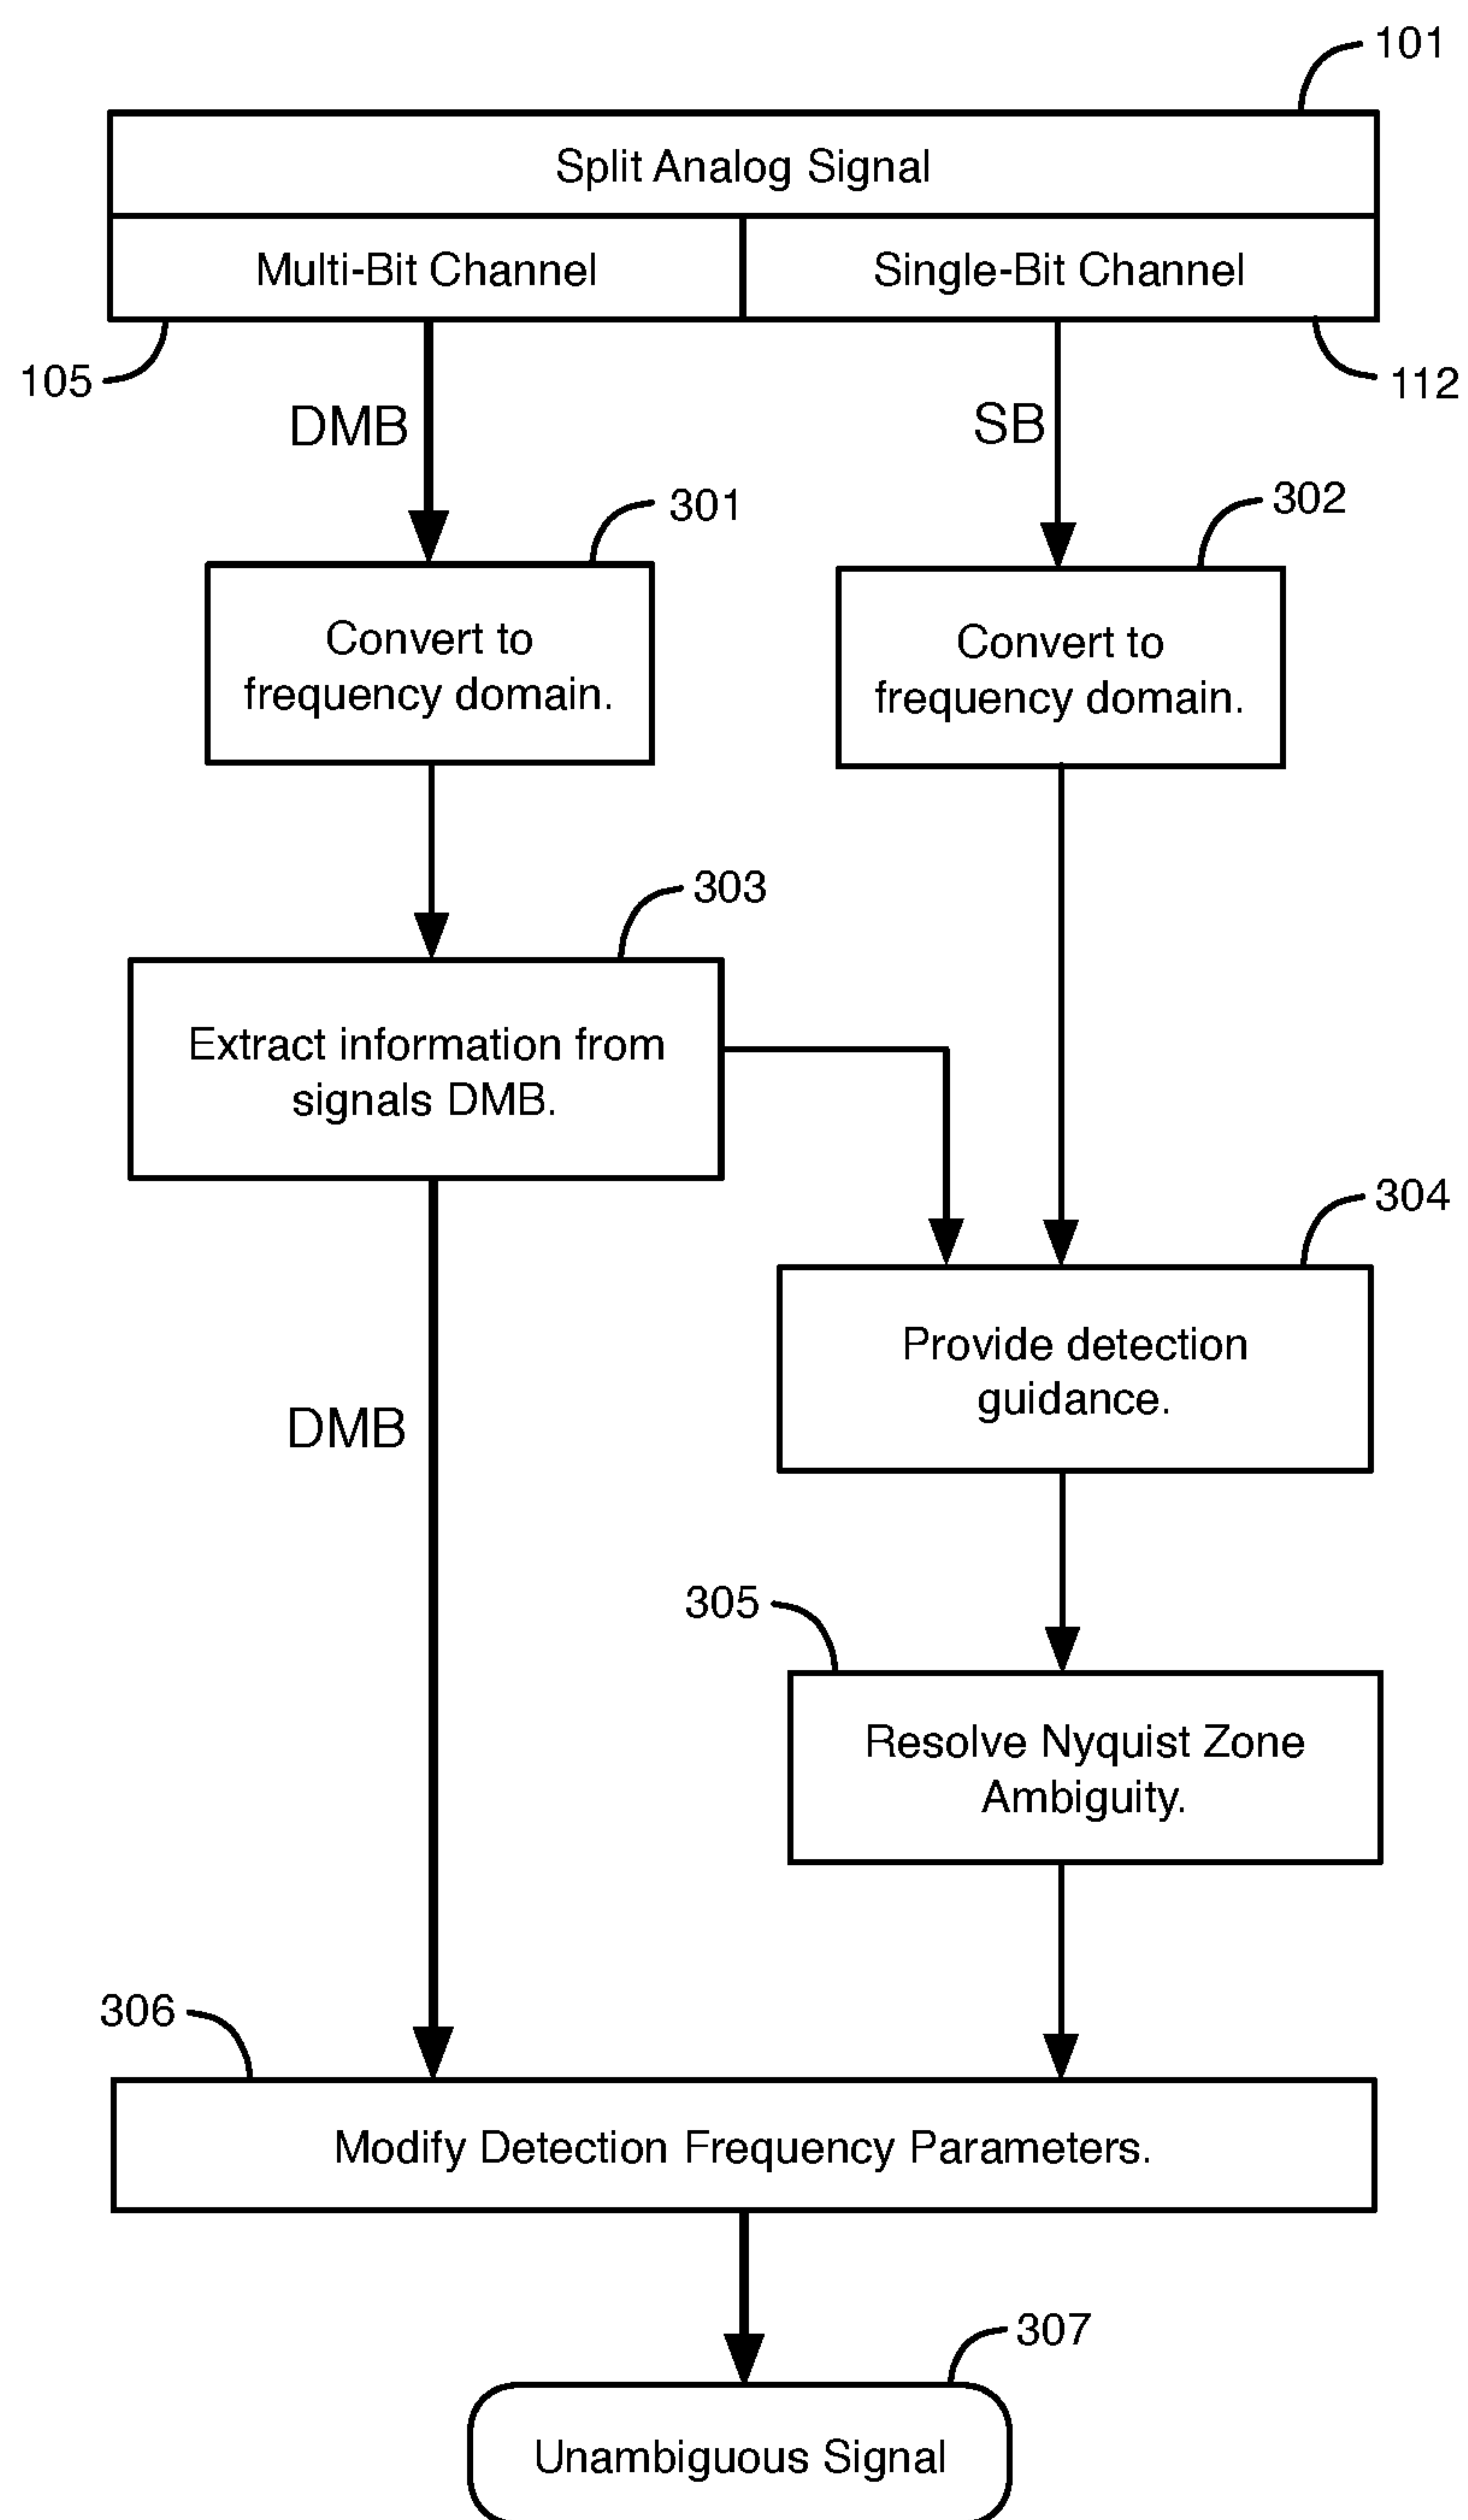 101
Split Analog Signal
Multi-Bit Channel
Single-Bit Channel
105
112
DMB
SB
301
302
Convert to
frequency domain.
Convert to
frequency domain.
303
Extract information from
signals DMB.
304
Provide detection
guidance.
DMB
305
Resolve Nyquist Zone
Ambiguity.
306
Modify Detection Frequency Parameters.
307
Unambiguous Signal